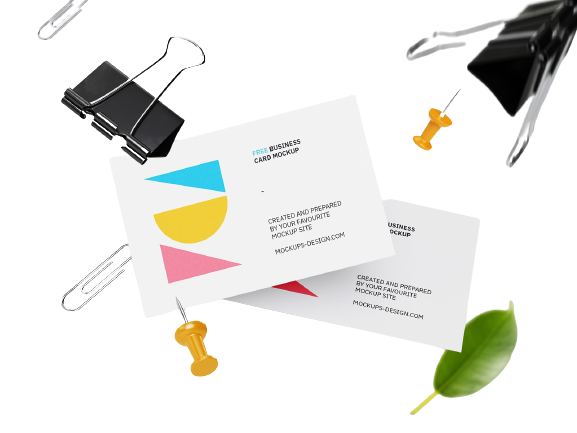 FREE BUSINESS
CARD MOCKUP
-
CREATED AND PREPARED
BY YOUR FAVOURITE
MOCKUP SITE
MOCKUPS-DESIGN.COM
BUSINESS
MOCKUP
CREATED AND PREPARED
BY YOUR FAVOURITE
MOCKUP SITE
MOCKUPS-DESIGN.COM